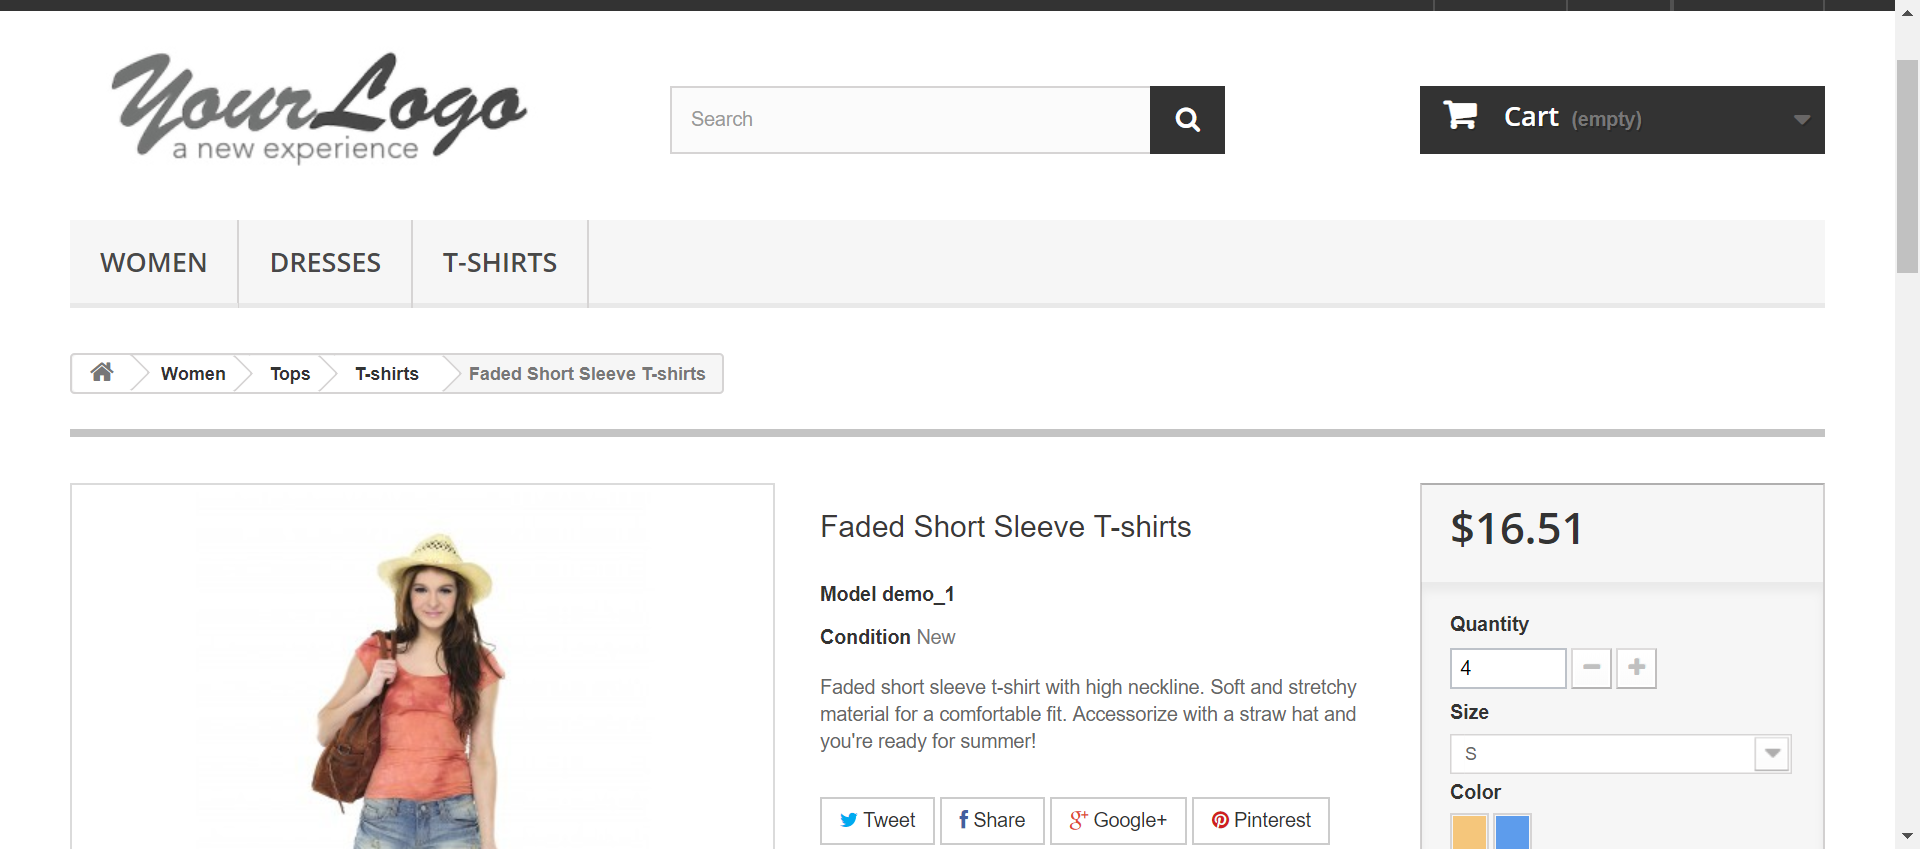 YourLogo
a new experience
Search
Cart (empty)
WOMEN
DRESSES
T-SHIRTS
Women
Tops
T-shirts
Faded Short Sleeve T-shirts
Faded Short Sleeve T-shirts
Model demo_1
Condition New
Faded short sleeve t-shirt with high neckline. Soft and stretchy
material for a comfortable fit. Accessorize with a straw hat and
you're ready for summer!
Tweet
Share
Google+
Pinterest
$16.51
Quantity
4
Size
S
Color